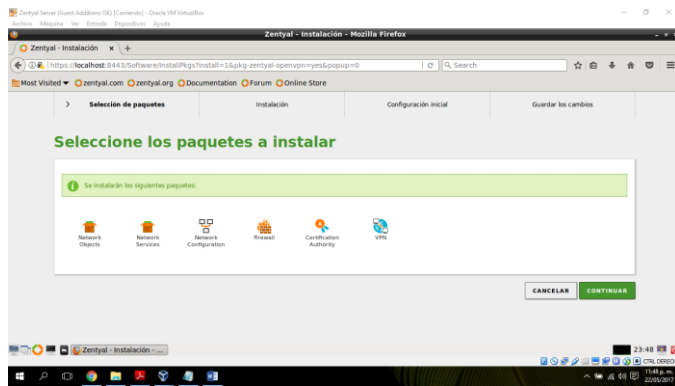 Zentyal Server (Guest Additions OK) [Corriendo] - Oracle VM VirtualBox
Archivo Máquina Ver Entrada Dispositivos Ayuda
Zentyal - Instalación - Mozilla Firefox
Zentyal - Instalación
https://localhost:8443/Software/InstallPkgs?install=1&pkg-zentyal-openvpn=yes&popup=0
Search
Most Visited zentyal.com zentyal.org Documentation Forum Online Store
Selección de paquetes Instalación Configuración inicial Guardar los cambios
Seleccione los paquetes a instalar
Se instalarán los siguientes paquetes:
Network Objects
Network Services
Network Configuration
Firewall
Certification Authority
VPN
CANCELAR CONTINUAR
Zentyal - Instalación - ...
23:48
11:48 p. m.
22/05/2017